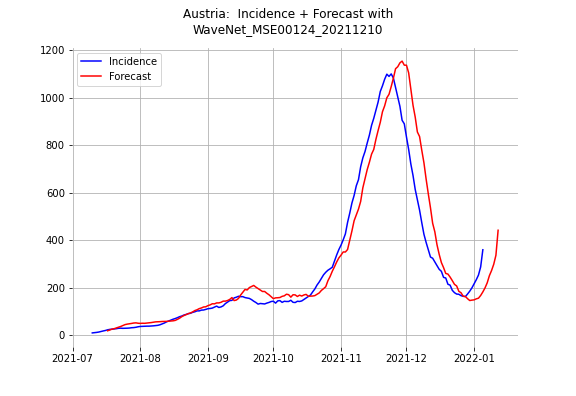 Austria:  Incidence + Forecast with
WaveNet_MSE00124_20211210
1200
Incidence
Forecast
1000
800
600
400
200
0
2021-07 2021-08 2021-09 2021-10 2021-11 2021-12 2022-01